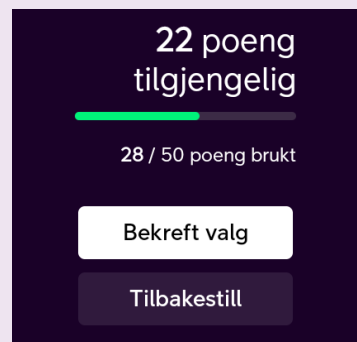 22 poeng
tilgjengelig
28 / 50 poeng brukt
Bekreft valg
Tilbakestill